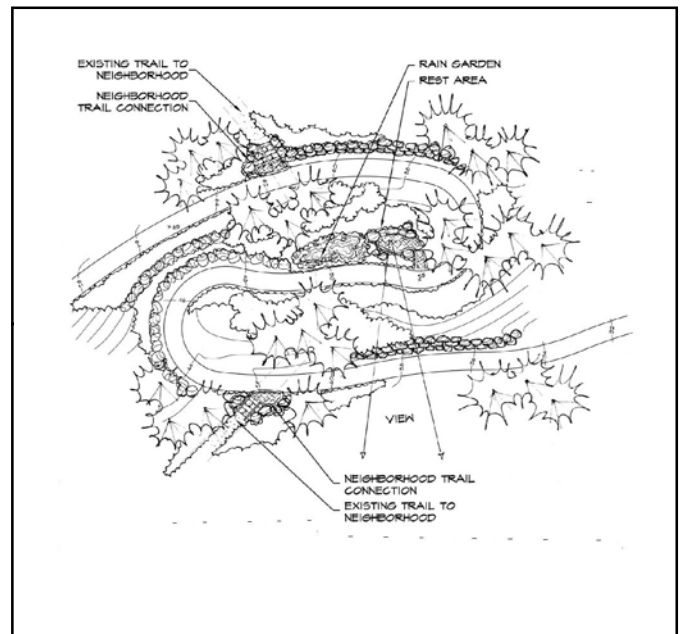 EXISTING TRAIL TO
NEIGHBORHOOD
NEIGHBORHOOD
TRAIL CONNECTION
RAIN GARDEN
REST AREA
VIEW
NEIGHBORHOOD TRAIL
CONNECTION
EXISTING TRAIL TO
NEIGHBORHOOD